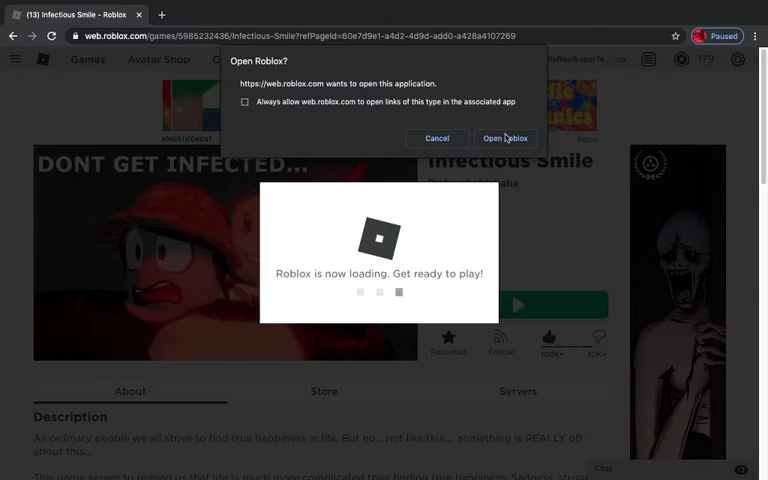 (13) Infectious Smile - Roblox
web.roblox.com/games/5985232436/Infectious-Smile?refPageId=60e7d9e1-a4d2-4d9d-add0-a428a4107269
Paused
Games
Avatar Shop
179
Open Roblox?
https://web.roblox.com wants to open this application.
Always allow web.roblox.com to open links of this type in the associated app
Cancel
Open Roblox
ADVERTISEMENT
Report
DONT GET INFECTED...
Infectious Smile
Roblox is now loading. Get ready to play!
Favorited
Follow
108K+
30K+
About
Store
Servers
Description
As ordinary people we all strive to find true happiness in life. But no... not like this... something is REALLY off
about this...
This game serves to remind us that life is much more complicated than finding true happiness. Sadness,
Chat